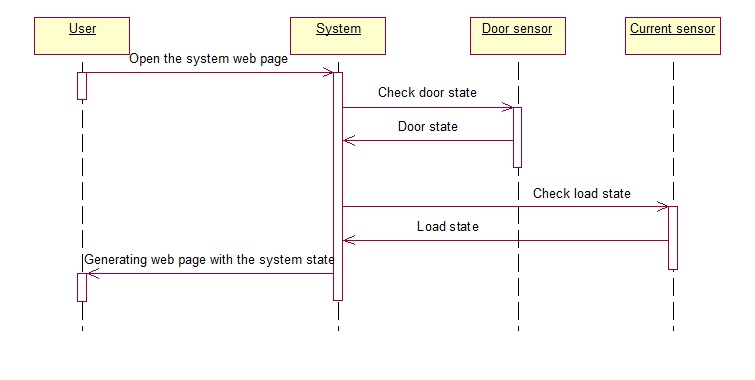 User
System
Door sensor
Current sensor
Open the system web page
Check door state
Door state
Check load state
Load state
Generating web page with the system state